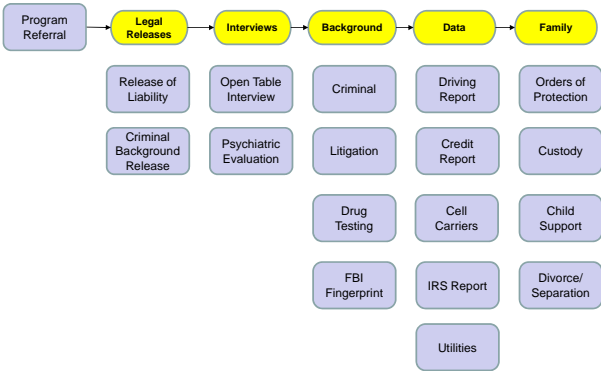 Program
Referral
Legal
Releases
Interviews
Background
Data
Family
Release of
Liability
Open Table
Interview
Criminal
Driving
Report
Orders of
Protection
Criminal
Background
Release
Psychiatric
Evaluation
Litigation
Credit
Report
Custody
Drug
Testing
Cell
Carriers
Child
Support
FBI
Fingerprint
IRS Report
Divorce/
Separation
Utilities